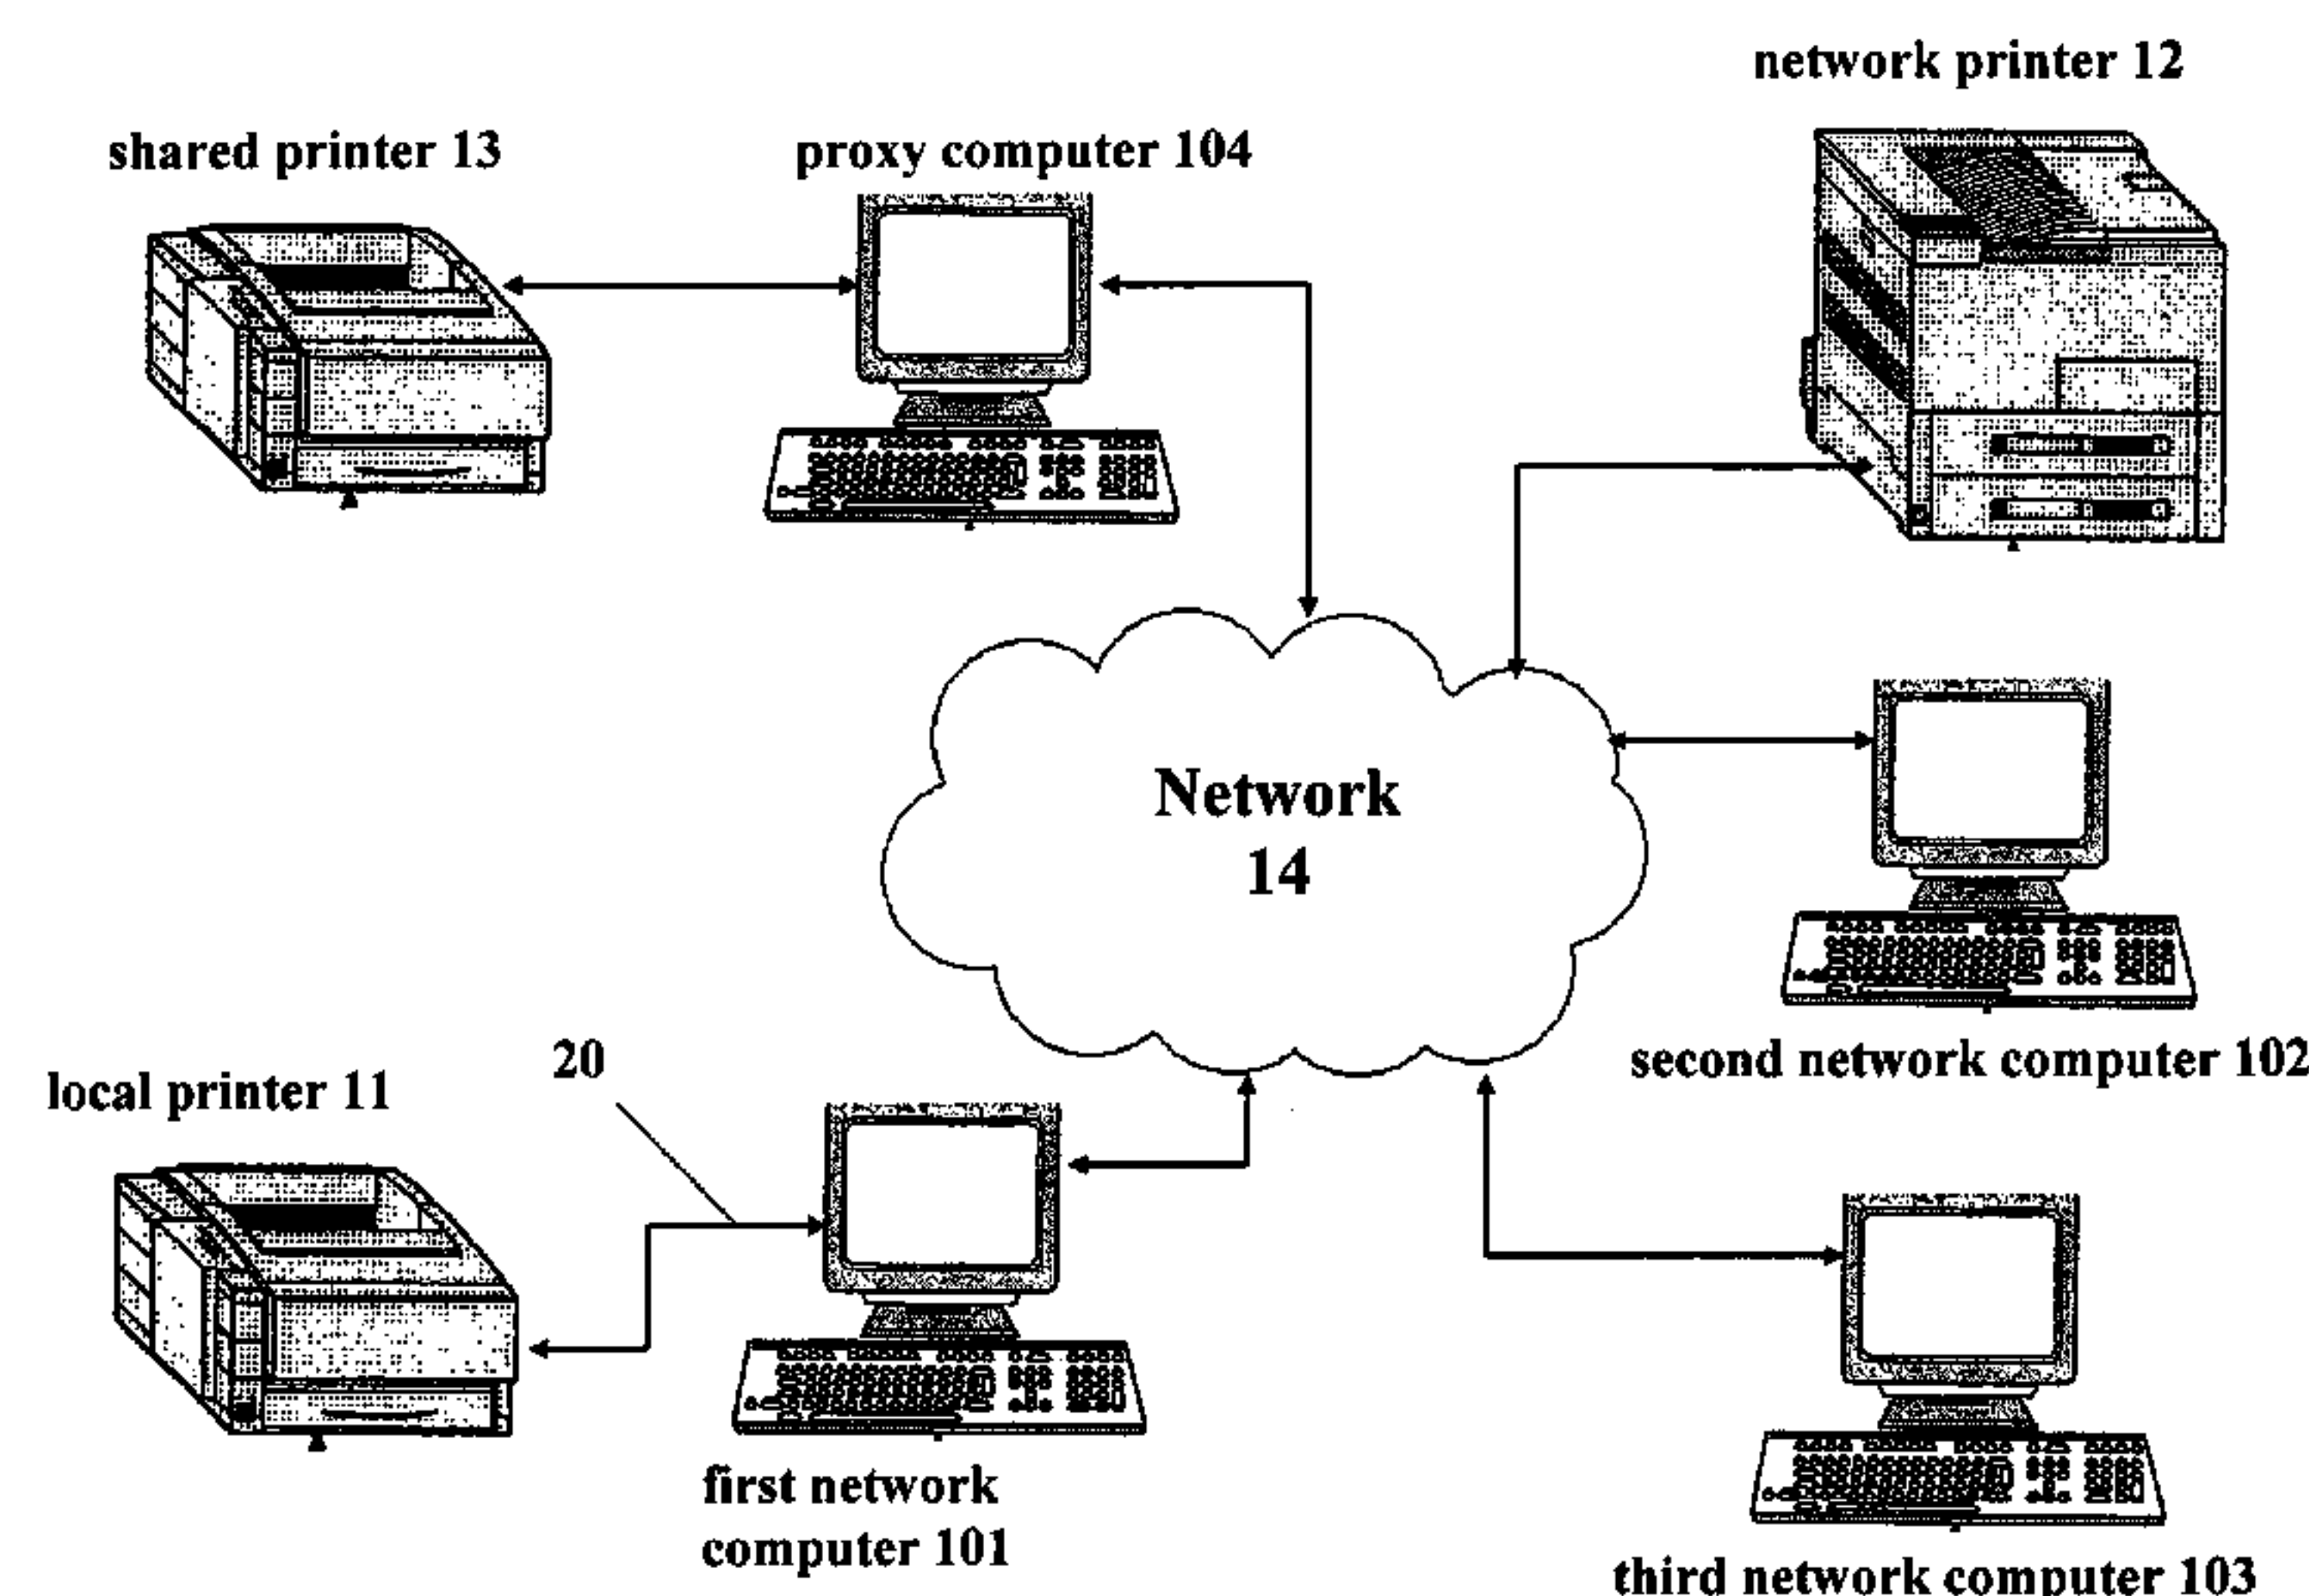 network printer 12
shared printer 13
proxy computer 104
Network
14
second network computer 102
20
local printer 11
first network
computer 101
third network computer 103